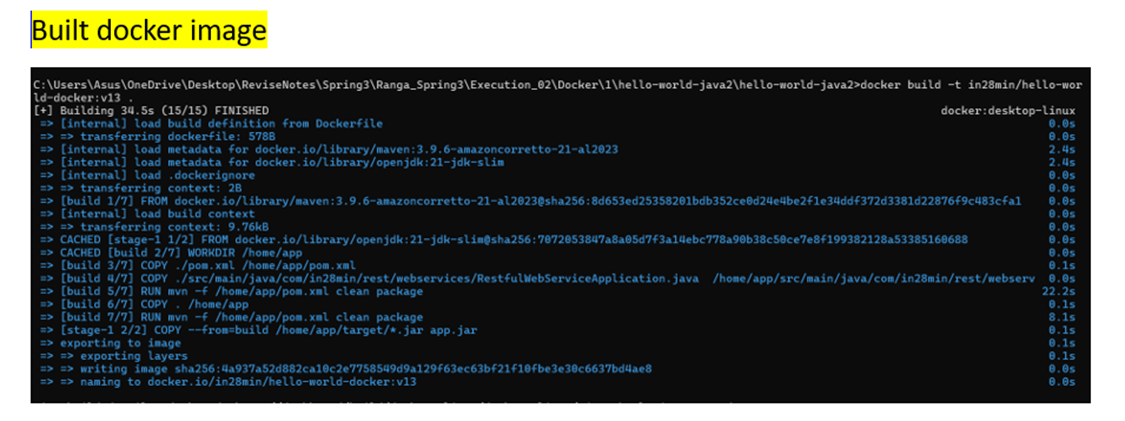 Built docker image
C:\Users\Asus\OneDrive\Desktop\ReviseNotes\Spring3\Ranga_Spring3\Execution_02\Docker\1\hello-world-java2\hello-world-java2>docker build -t in28min/hello-wor
ld-docker:v13 .
[+] Building 34.5s (15/15) FINISHED docker:desktop-linux
=> [internal] load build definition from Dockerfile 0.0s
=> => transferring dockerfile: 578B 0.0s
=> [internal] load metadata for docker.io/library/maven:3.9.6-amazoncorretto-21-al2023 2.4s
=> [internal] load metadata for docker.io/library/openjdk:21-jdk-slim 2.4s
=> [internal] load .dockerignore 0.0s
=> => transferring context: 2B 0.0s
=> [build 1/7] FROM docker.io/library/maven:3.9.6-amazoncorretto-21-al2023@sha256:8d653ed25358201bdb352ce0d24e4be2f1e34ddf372d3381d22876f9c483cfa1 0.0s
=> [internal] load build context 0.0s
=> => transferring context: 9.76kB 0.0s
=> CACHED [stage-1 1/2] FROM docker.io/library/openjdk:21-jdk-slim@sha256:7072053847a8a05d7f3a14ebc778a90b38c50ce7e8f199382128a53385160688 0.0s
=> CACHED [build 2/7] WORKDIR /home/app 0.0s
=> [build 3/7] COPY ./pom.xml /home/app/pom.xml 0.1s
=> [build 4/7] COPY ./src/main/java/com/in28min/rest/webservices/RestfulWebServiceApplication.java /home/app/src/main/java/com/in28min/rest/webserv 0.0s
=> [build 5/7] RUN mvn -f /home/app/pom.xml clean package 22.2s
=> [build 6/7] COPY . /home/app 0.1s
=> [build 7/7] RUN mvn -f /home/app/pom.xml clean package 8.1s
=> [stage-1 2/2] COPY --from=build /home/app/target/*.jar app.jar 0.1s
=> exporting to image 0.1s
=> => exporting layers 0.1s
=> => writing image sha256:4a937a52d882ca10c2e7758549d9a129f63ec63bf21f10fbe3e30c6637bd4ae8 0.0s
=> => naming to docker.io/in28min/hello-world-docker:v13 0.0s